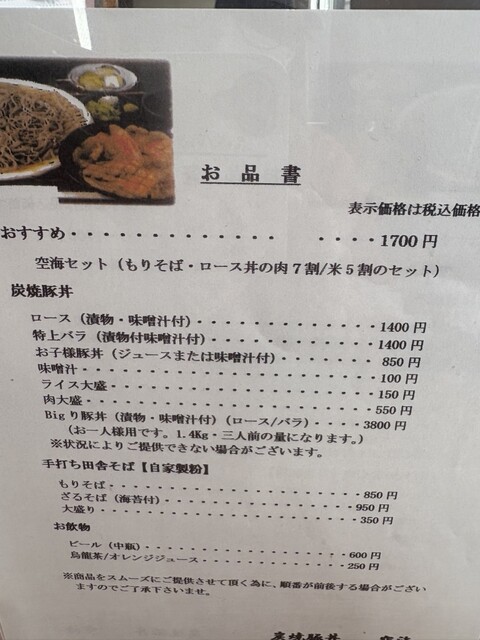 お品書
表示価格は税込価格
おすすめ・・・・・・・・・・・・・　・・・・1700円
空海セット（もりそば・ロース丼の肉７割/米５割のセット）
炭焼豚丼
ロース（漬物・味噌汁付）・・・・・・・・・・・・・・1400円
特上バラ（漬物付味噌汁付）・・・・・・・・・・・・・1400円
お子様豚丼（ジュースまたは味噌汁付）・・・・・・・850円
味噌汁・・・・・・・・・・・・・・・・・・・・・・100円
ライス大盛・・・・・・・・・・・・・・・・・・・・150円
肉大盛・・・・・・・・・・・・・・・・・・・・・・550円
Bigり豚丼（漬物・味噌汁付）（ロース/バラ）・・・・3800円
（お一人様用です。1.4Kg・三人前の量になります。）
※状況によりご提供できない場合がございます。
手打ち田舎そば【自家製粉】
もりそば・・・・・・・・・・・・・・・・・・・・850円
ざるそば（海苔付）・・・・・・・・・・・・・・・950円
大盛り・・・・・・・・・・・・・・・・・・・・・350円
お飲物
ビール（中瓶）・・・・・・・・・・・・・・・・600円
烏龍茶/オレンジジュース・・・・・・・・・・・250円
※商品をスムーズにご提供させて頂く為に、順番が前後する場合がござい
ますのでご了承下さいませ。
炭焼豚丼　空海